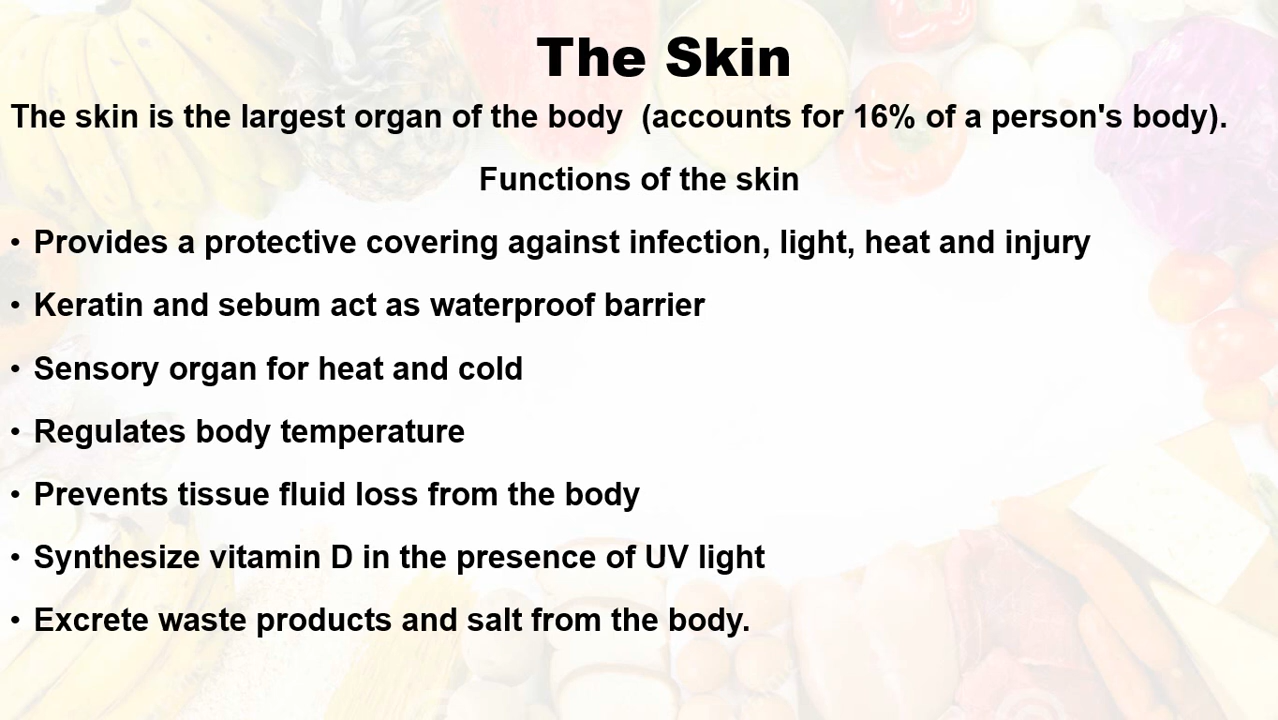 The Skin
The skin is the largest organ of the body  (accounts for 16% of a person's body).
Functions of the skin
• Provides a protective covering against infection, light, heat and injury
• Keratin and sebum act as waterproof barrier
• Sensory organ for heat and cold
• Regulates body temperature
• Prevents tissue fluid loss from the body
• Synthesize vitamin D in the presence of UV light
• Excrete waste products and salt from the body.